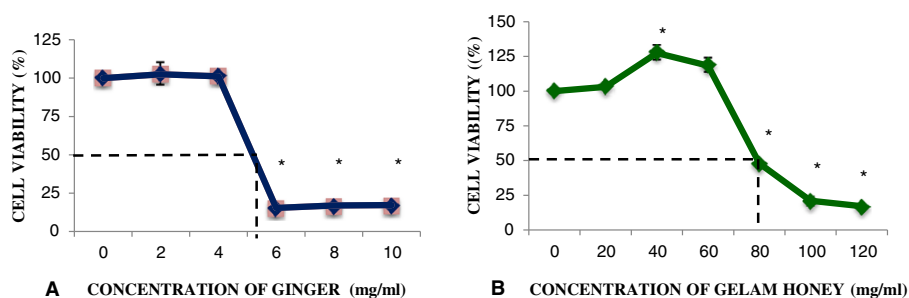 125
100
75
50
25
0
CELL VIABILITY (%)
* * *
0 2 4 6 8 10
A CONCENTRATION OF GINGER (mg/ml)
150
125
100
75
50
25
0
CELL VIABILITY ((%)
*
*
*
*
0 20 40 60 80 100 120
B CONCENTRATION OF GELAM HONEY (mg/ml)